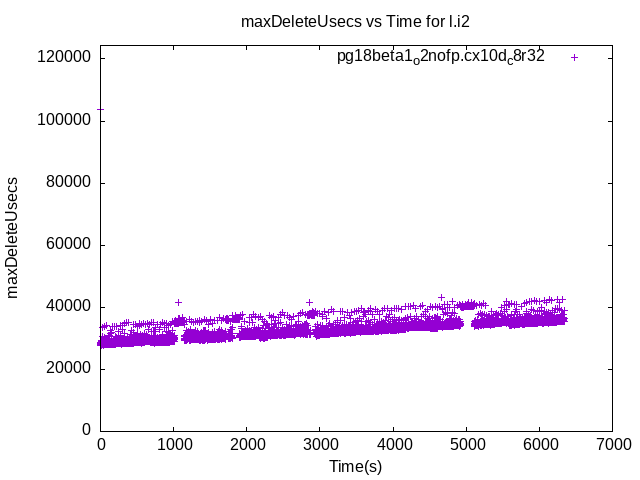 maxDeleteUsecs vs Time for l.i2
pg18beta1o2nofp.cx10dc8r32
120000
100000
80000
60000
40000
20000
0
maxDeleteUsecs
0 1000 2000 3000 4000 5000 6000 7000
Time(s)